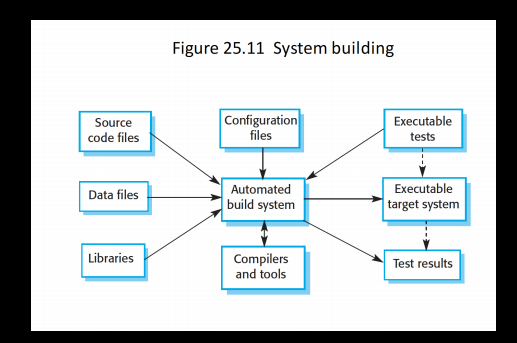 Figure 25.11 System building
Source
code files
Configuration
files
Executable
tests
Data files
Automated
build system
Executable
target system
Libraries
Compilers
and tools
Test results